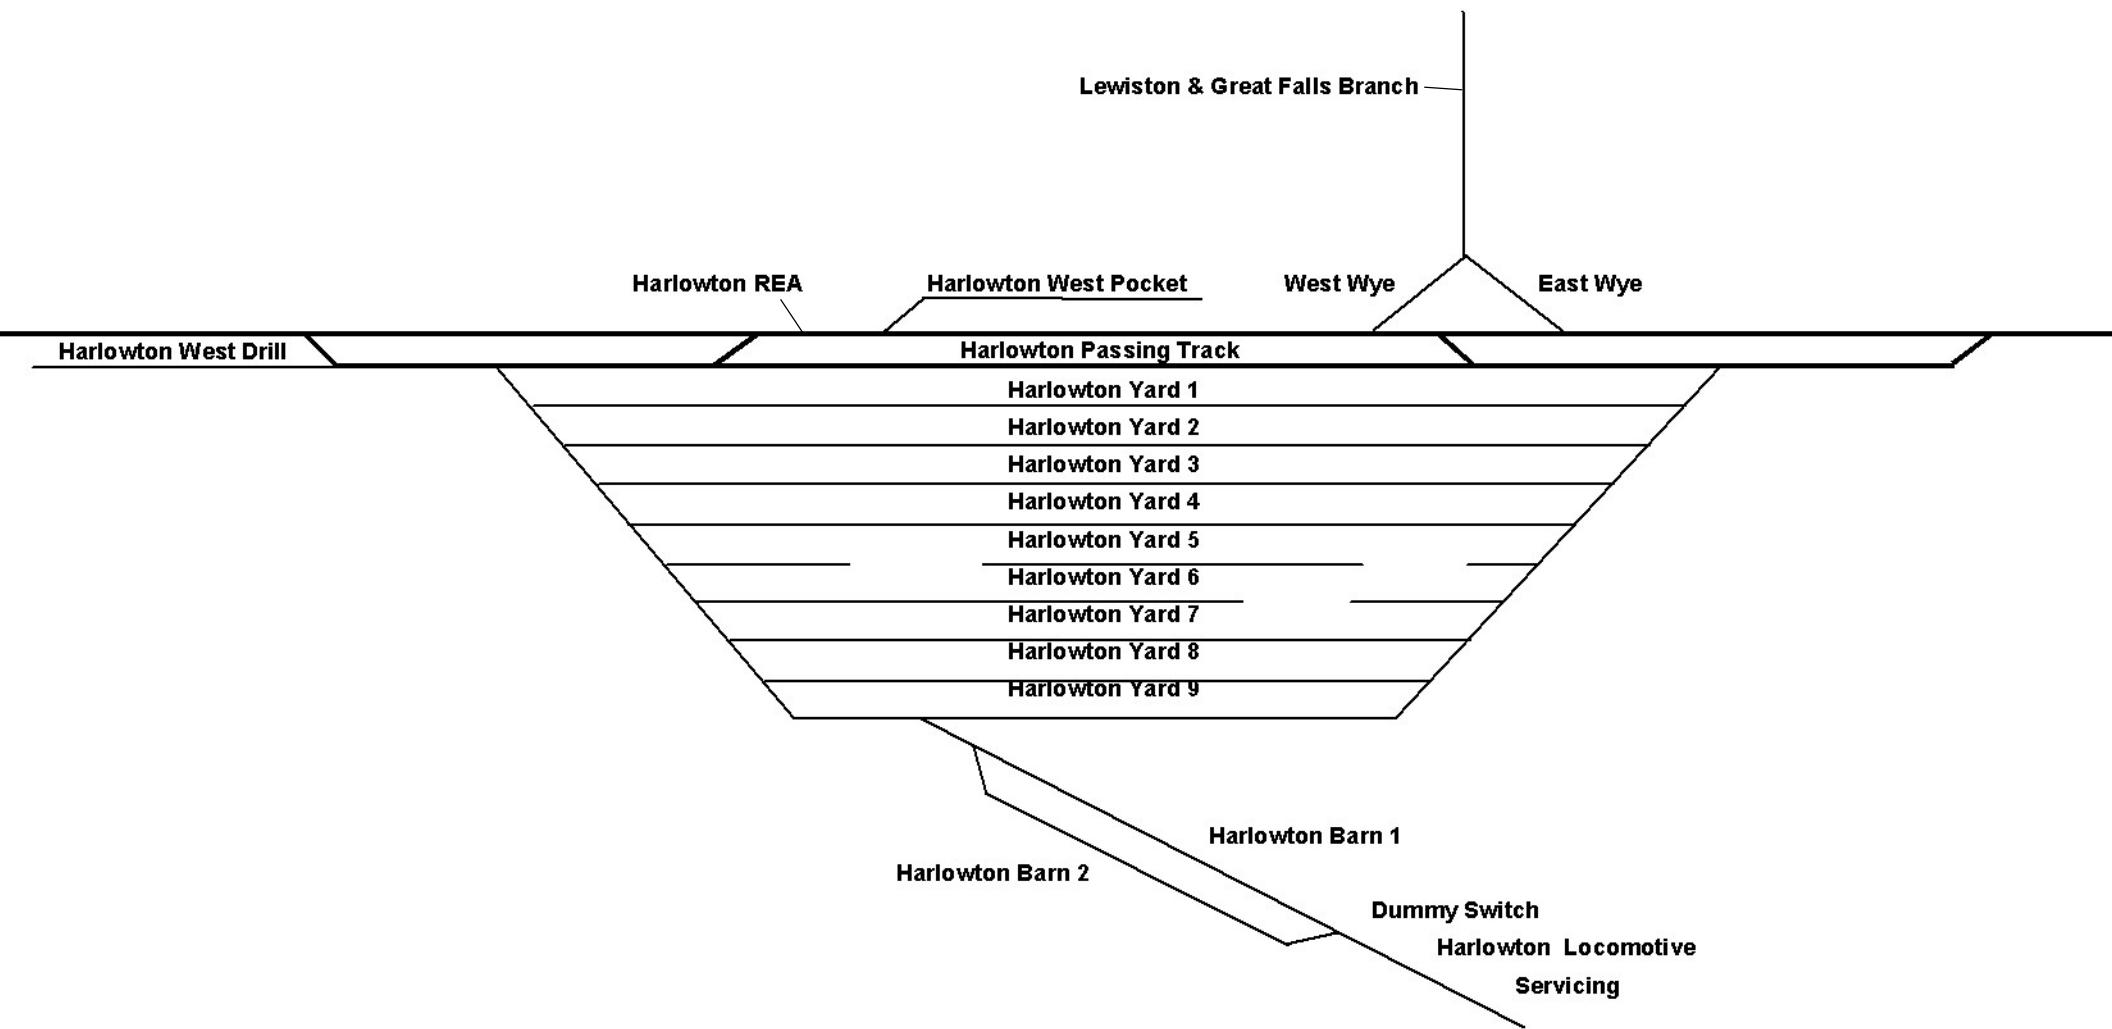 Lewiston & Great Falls Branch
Harlowton REA
Harlowton West Pocket
West Wye
East Wye
Harlowton West Drill
Harlowton Passing Track
Harlowton Yard 1
Harlowton Yard 2
Harlowton Yard 3
Harlowton Yard 4
Harlowton Yard 5
Harlowton Yard 6
Harlowton Yard 7
Harlowton Yard 8
Harlowton Yard 9
Harlowton Barn 1
Harlowton Barn 2
Dummy Switch
Harlowton Locomotive
Servicing